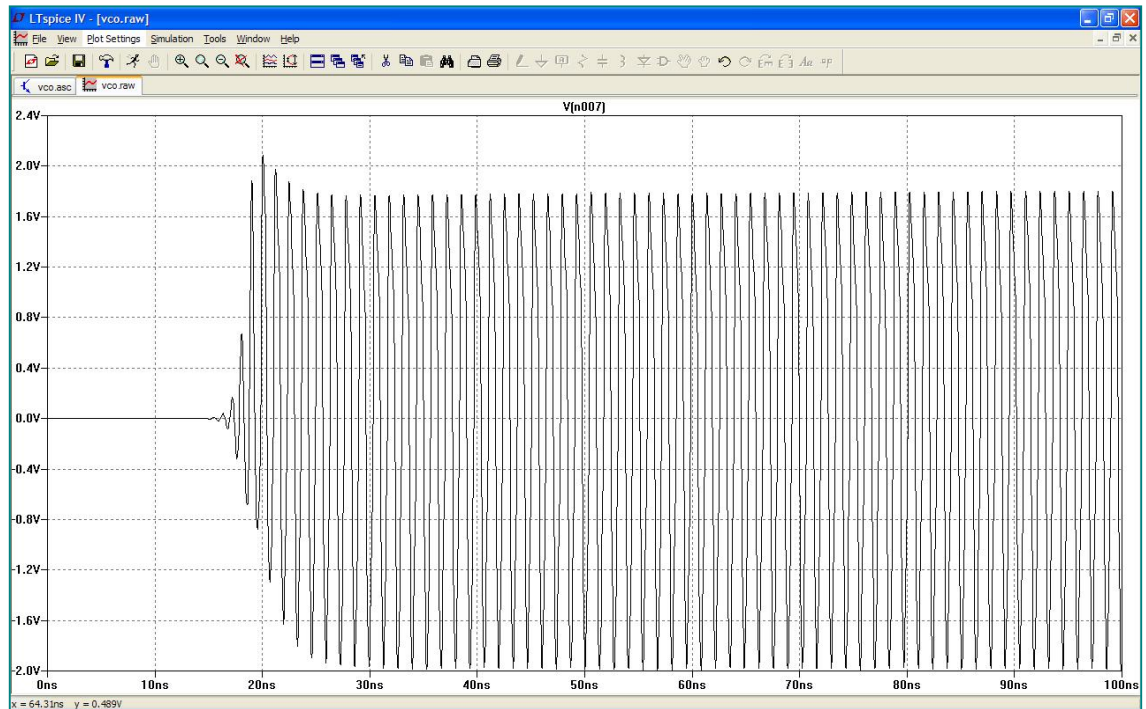 LTspice IV - [vco.raw]
File View Plot Settings Simulation Tools Window Help
vco.asc vco.raw
V(n007)
2.4V
2.0V
1.6V
1.2V
0.8V
0.4V
0.0V
-0.4V
-0.8V
-1.2V
-1.6V
-2.0V
0ns 10ns 20ns 30ns 40ns 50ns 60ns 70ns 80ns 90ns 100ns
x = 64.31ns y = 0.489V